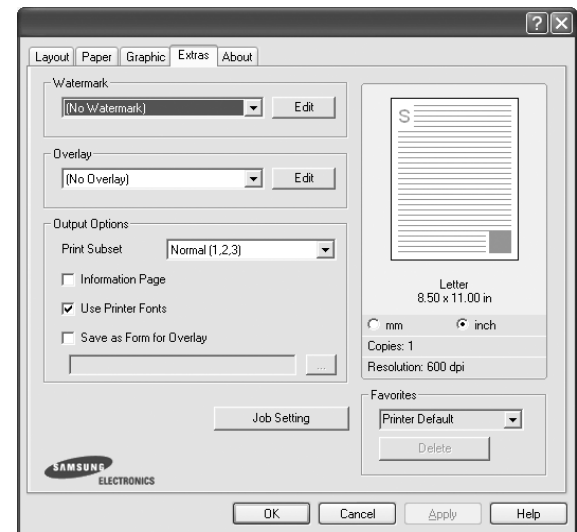 Layout Paper Graphic Extras About
Watermark
(No Watermark) Edit
Overlay
(No Overlay) Edit
Output Options
Print Subset Normal (1,2,3)
Information Page
Use Printer Fonts
Save as Form for Overlay
...
Job Setting
SAMSUNG
ELECTRONICS
S
Letter
8.50 x 11.00 in
mm inch
Copies: 1
Resolution: 600 dpi
Favorites
Printer Default
Delete
OK Cancel Apply Help